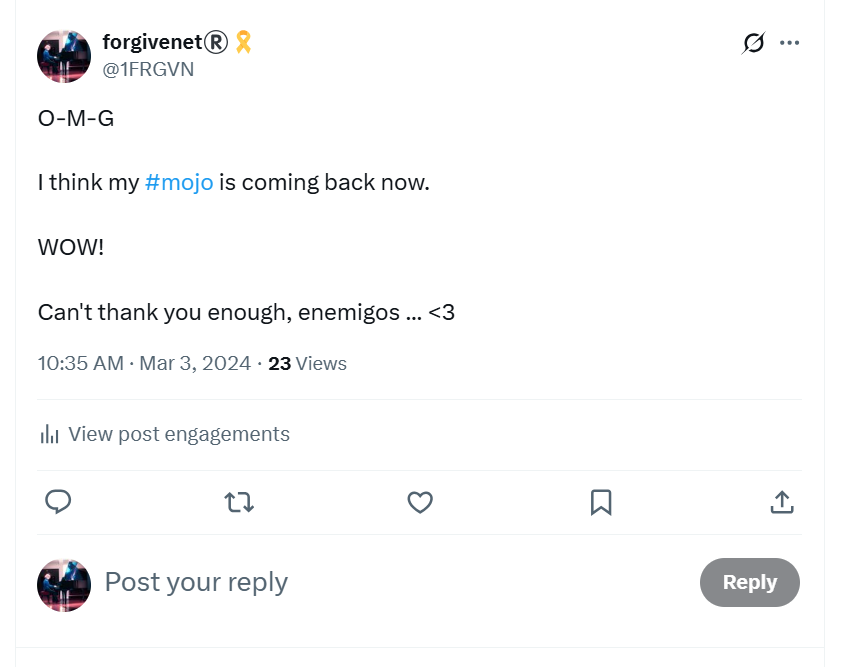 forgivenet®️🎗️
@1FRGVN
O-M-G
I think my #mojo is coming back now.
WOW!
Can't thank you enough, enemigos ... <3
10:35 AM · Mar 3, 2024 · 23 Views
View post engagements
Post your reply
Reply